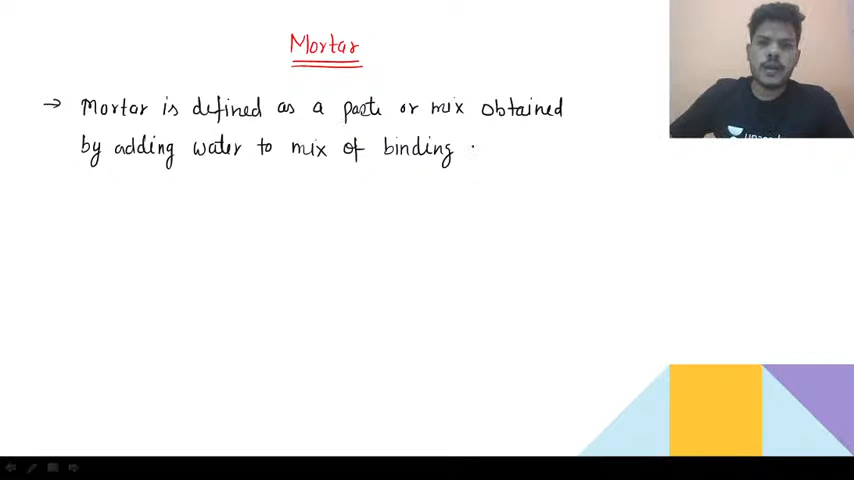 Mortar
→ Mortar is defined as a paste or mix obtained
by adding water to mix of binding